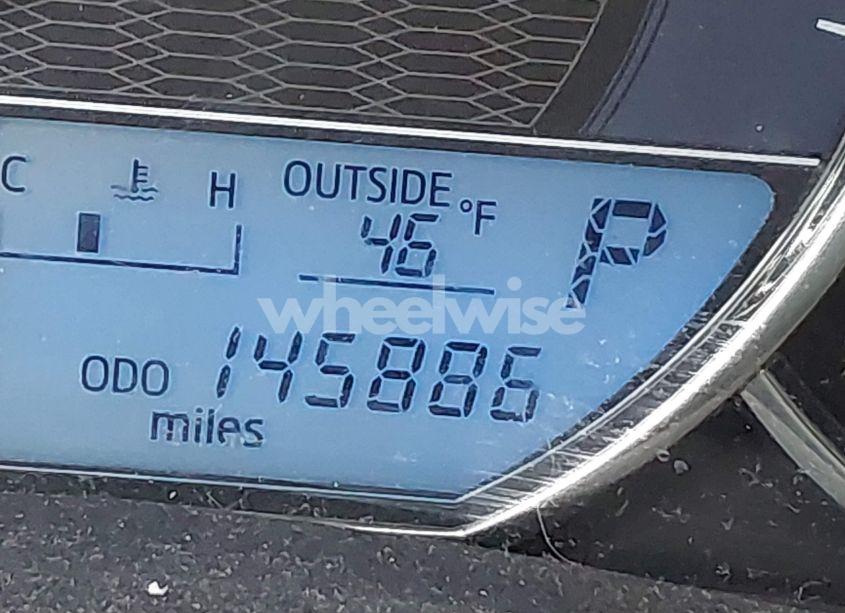 C H OUTSIDE °F P
46
wheelwise
ODO 145886
miles